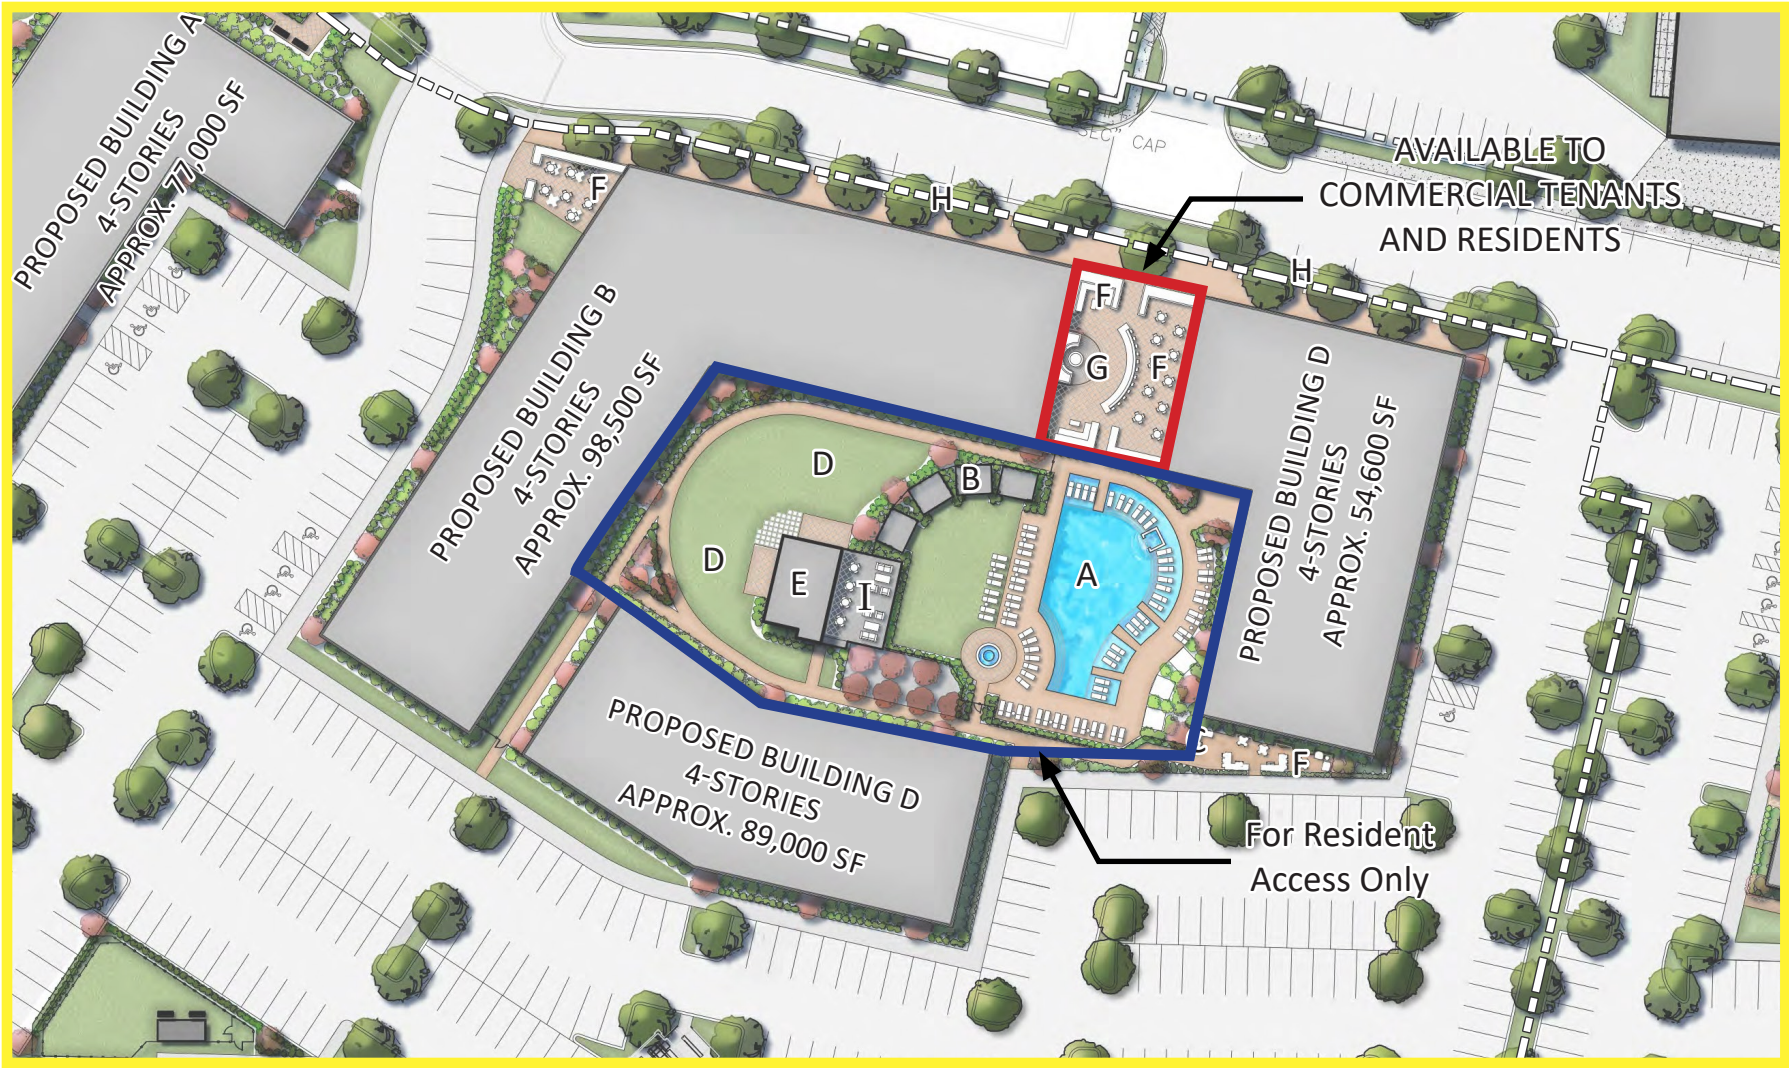 PROPOSED BUILDING A
4-STORIES
APPROX. 77,000 SF
"SLC" CAP
AVAILABLE TO
COMMERCIAL TENANTS
AND RESIDENTS
F
H
H
F
G
F
PROPOSED BUILDING B
4-STORIES
APPROX. 98,500 SF
PROPOSED BUILDING D
4-STORIES
APPROX. 54,600 SF
D
B
D
E
I
A
C
F
PROPOSED BUILDING D
4-STORIES
APPROX. 89,000 SF
For Resident
Access Only